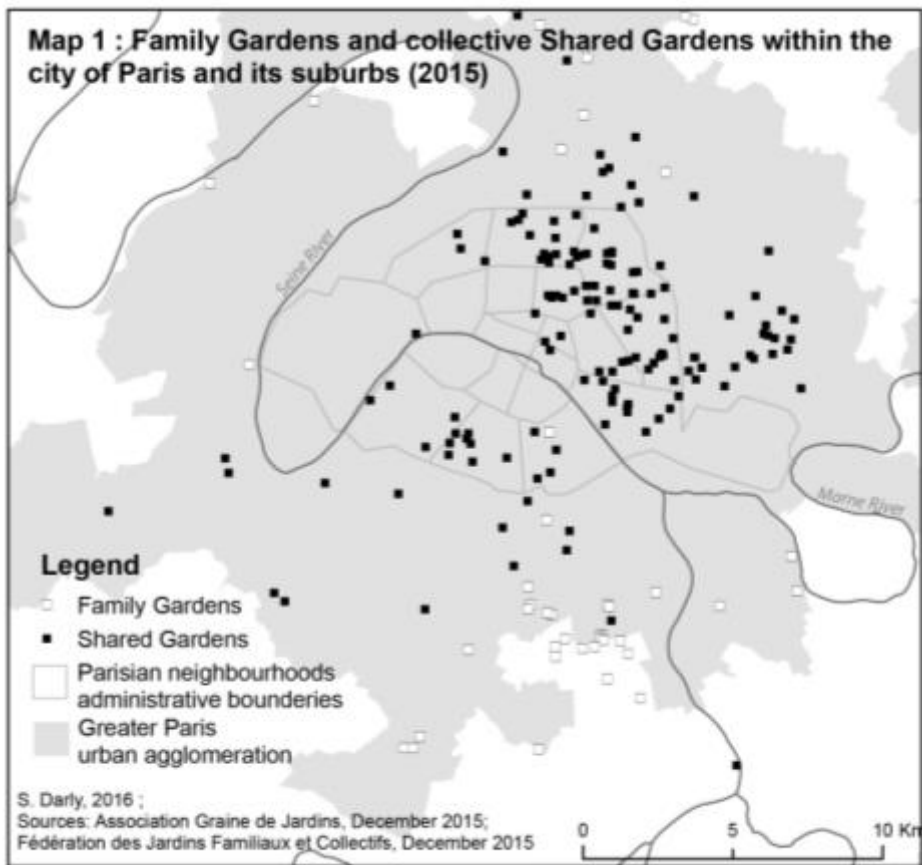 Map 1 : Family Gardens and collective Shared Gardens within the
city of Paris and its suburbs (2015)
Seine River
Marne River
Legend
Family Gardens
Shared Gardens
Parisian neighbourhoods
administrative bounderies
Greater Paris
urban agglomeration
S. Darly, 2016 ;
Sources: Association Graine de Jardins, December 2015;
Fédération des Jardins Familiaux et Collectifs, December 2015
0 5 10 Km